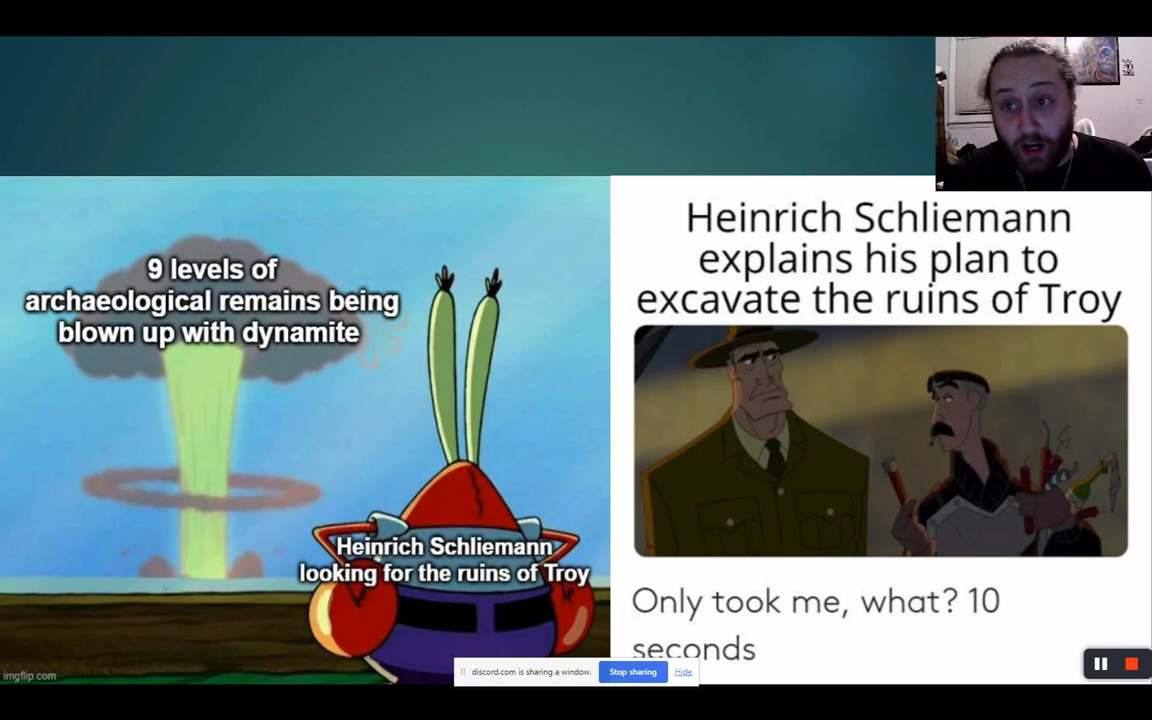 9 levels of
archaeological remains being
blown up with dynamite
Heinrich Schliemann
looking for the ruins of Troy
imgflip.com
Heinrich Schliemann
explains his plan to
excavate the ruins of Troy
Only took me, what? 10
seconds
discord.com is sharing a window.
Stop sharing
Hide